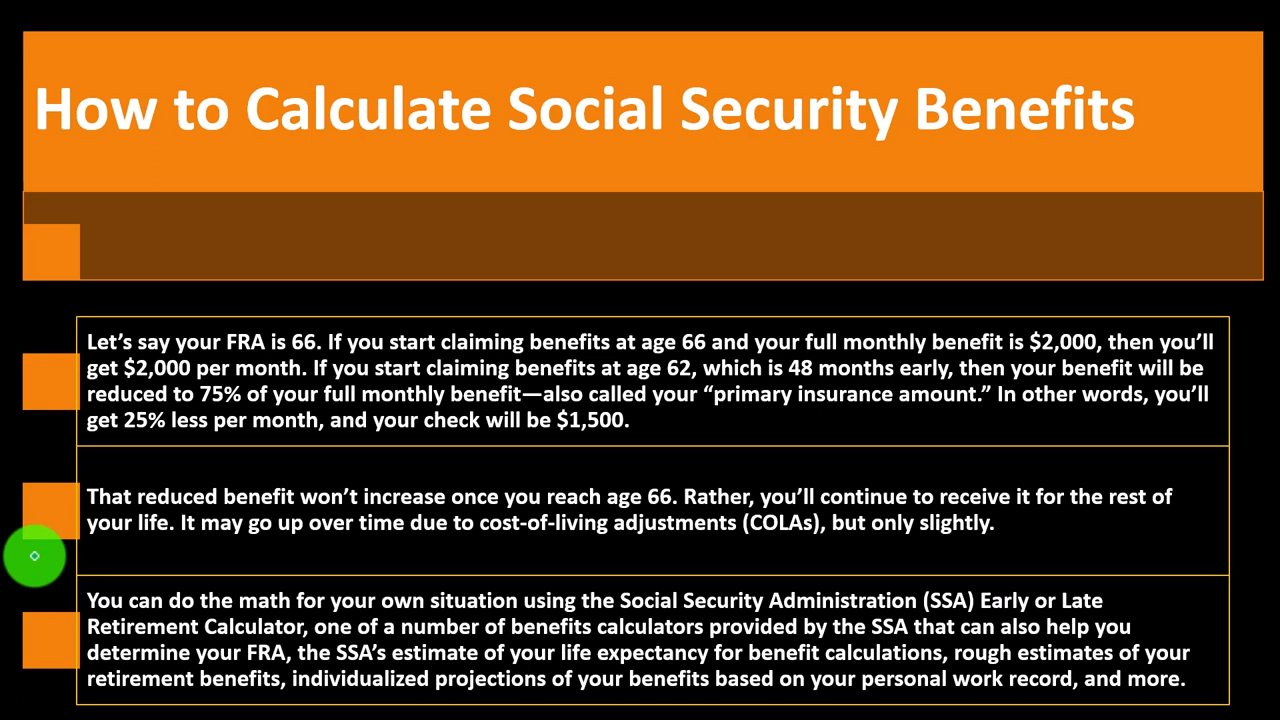 How to Calculate Social Security Benefits
Let’s say your FRA is 66. If you start claiming benefits at age 66 and your full monthly benefit is $2,000, then you’ll
get $2,000 per month. If you start claiming benefits at age 62, which is 48 months early, then your benefit will be
reduced to 75% of your full monthly benefit—also called your “primary insurance amount.” In other words, you’ll
get 25% less per month, and your check will be $1,500.
That reduced benefit won’t increase once you reach age 66. Rather, you’ll continue to receive it for the rest of
your life. It may go up over time due to cost-of-living adjustments (COLAs), but only slightly.
You can do the math for your own situation using the Social Security Administration (SSA) Early or Late
Retirement Calculator, one of a number of benefits calculators provided by the SSA that can also help you
determine your FRA, the SSA’s estimate of your life expectancy for benefit calculations, rough estimates of your
retirement benefits, individualized projections of your benefits based on your personal work record, and more.